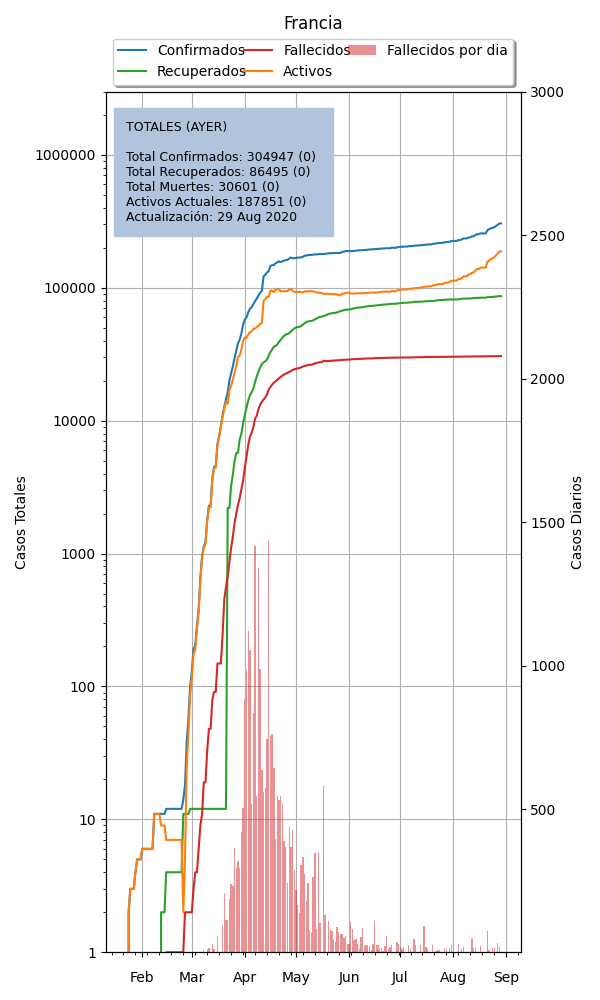 Francia
Confirmados
Fallecidos
Fallecidos por dia
Recuperados
Activos
TOTALES (AYER)
Total Confirmados: 304947 (0)
Total Recuperados: 86495 (0)
Total Muertes: 30601 (0)
Activos Actuales: 187851 (0)
Actualización: 29 Aug 2020
1000000
100000
10000
1000
100
10
1
Casos Totales
3000
2500
2000
1500
1000
500
Casos Diarios
Feb Mar Apr May Jun Jul Aug Sep